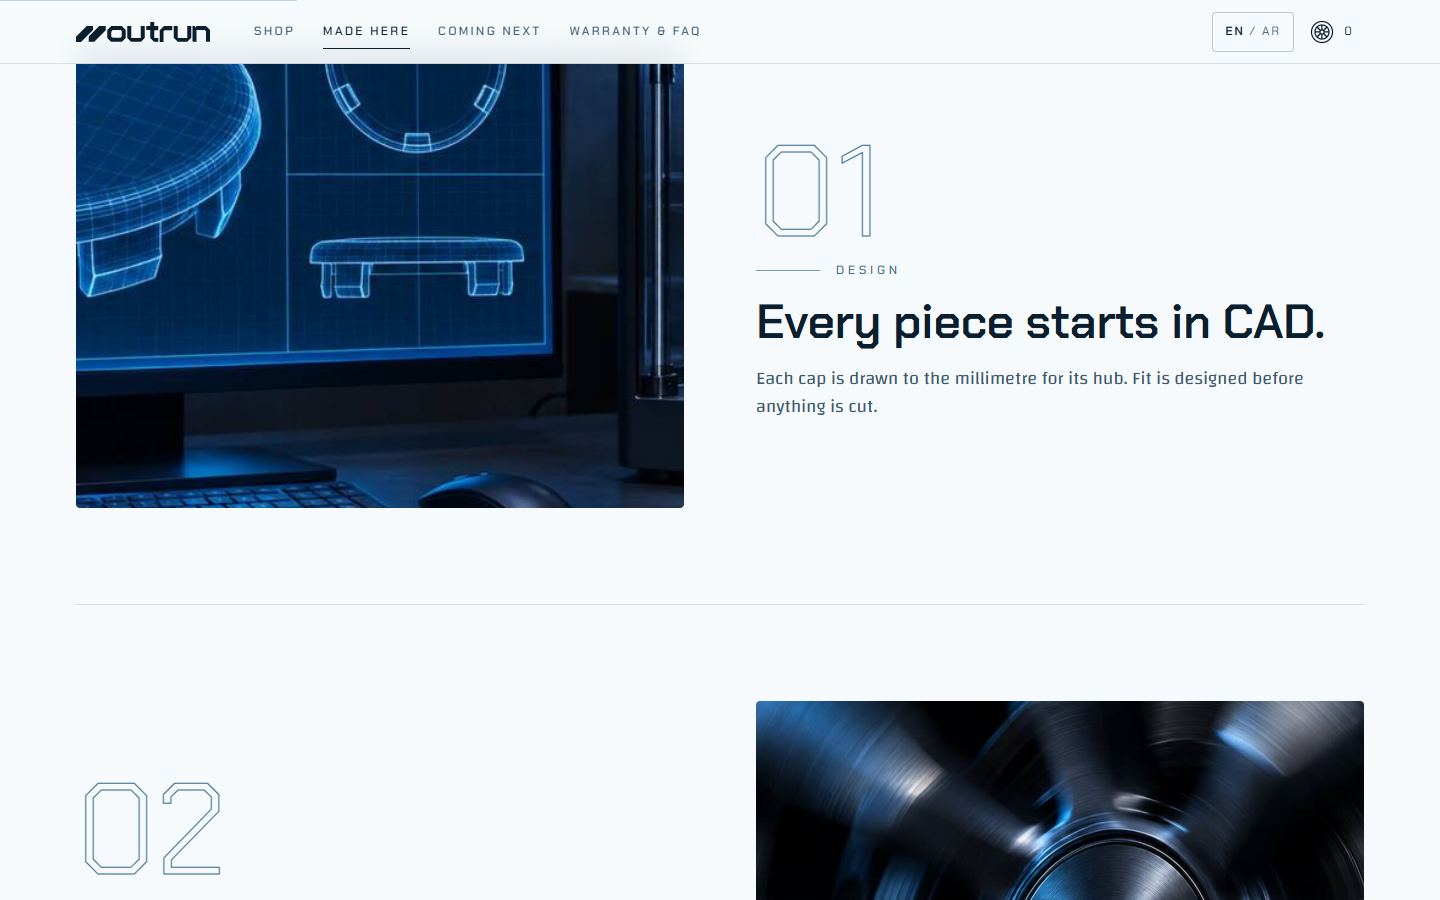 outrun
SHOP
MADE HERE
COMING NEXT
WARRANTY & FAQ
EN / AR
0
01
DESIGN
Every piece starts in CAD.
Each cap is drawn to the millimetre for its hub. Fit is designed before
anything is cut.
02